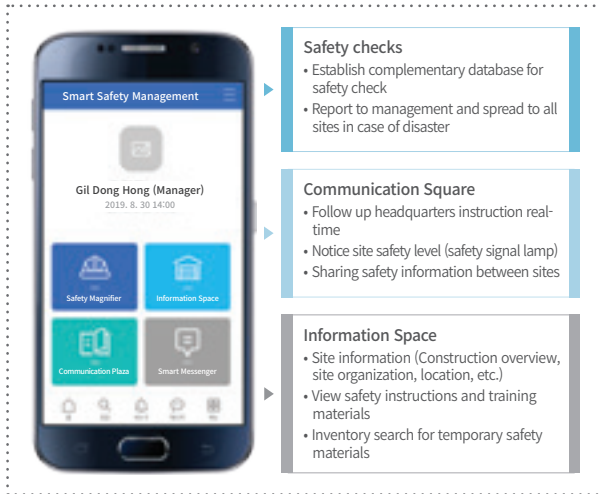 Smart Safety Management
Gil Dong Hong (Manager)
2019. 8. 30 14:00
Safety Magnifier
Information Space
Communication Plaza
Smart Messenger
Safety checks
• Establish complementary database for
safety check
• Report to management and spread to all
sites in case of disaster
Communication Square
• Follow up headquarters instruction real-
time
• Notice site safety level (safety signal lamp)
• Sharing safety information between sites
Information Space
• Site information (Construction overview,
site organization, location, etc.)
• View safety instructions and training
materials
• Inventory search for temporary safety
materials